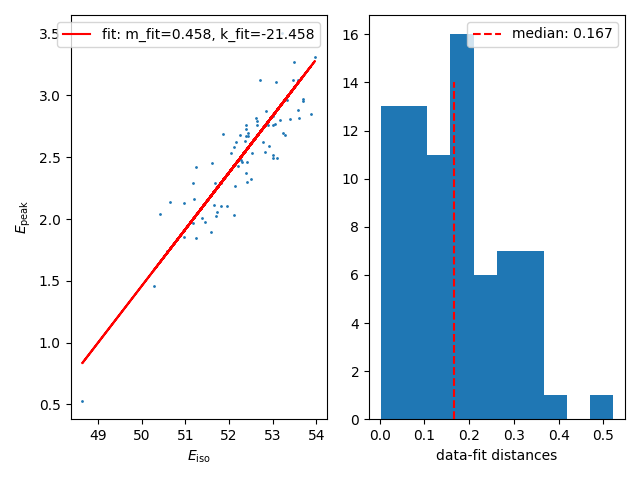 fit: m_fit=0.458, k_fit=-21.458
3.5
3.0
2.5
2.0
1.5
1.0
0.5
E_peak
49 50 51 52 53 54
E_iso
median: 0.167
16
14
12
10
8
6
4
2
0
0.0 0.1 0.2 0.3 0.4 0.5
data-fit distances